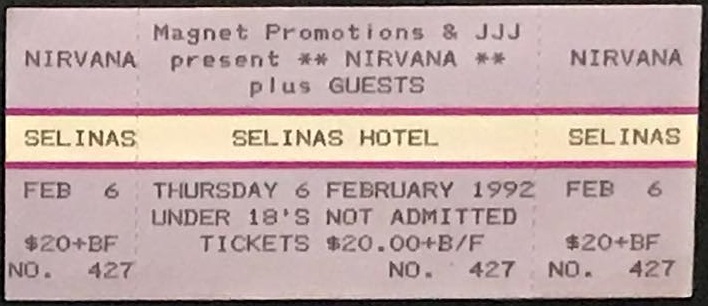 Magnet Promotions & JJJ
NIRVANA present ** NIRVANA ** NIRVANA
plus GUESTS
SELINAS SELINAS HOTEL SELINAS
FEB 6 THURSDAY 6 FEBRUARY 1992 FEB 6
UNDER 18'S NOT ADMITTED
$20+BF TICKETS $20.00+B/F $20+BF
NO. 427 NO. 427 NO. 427